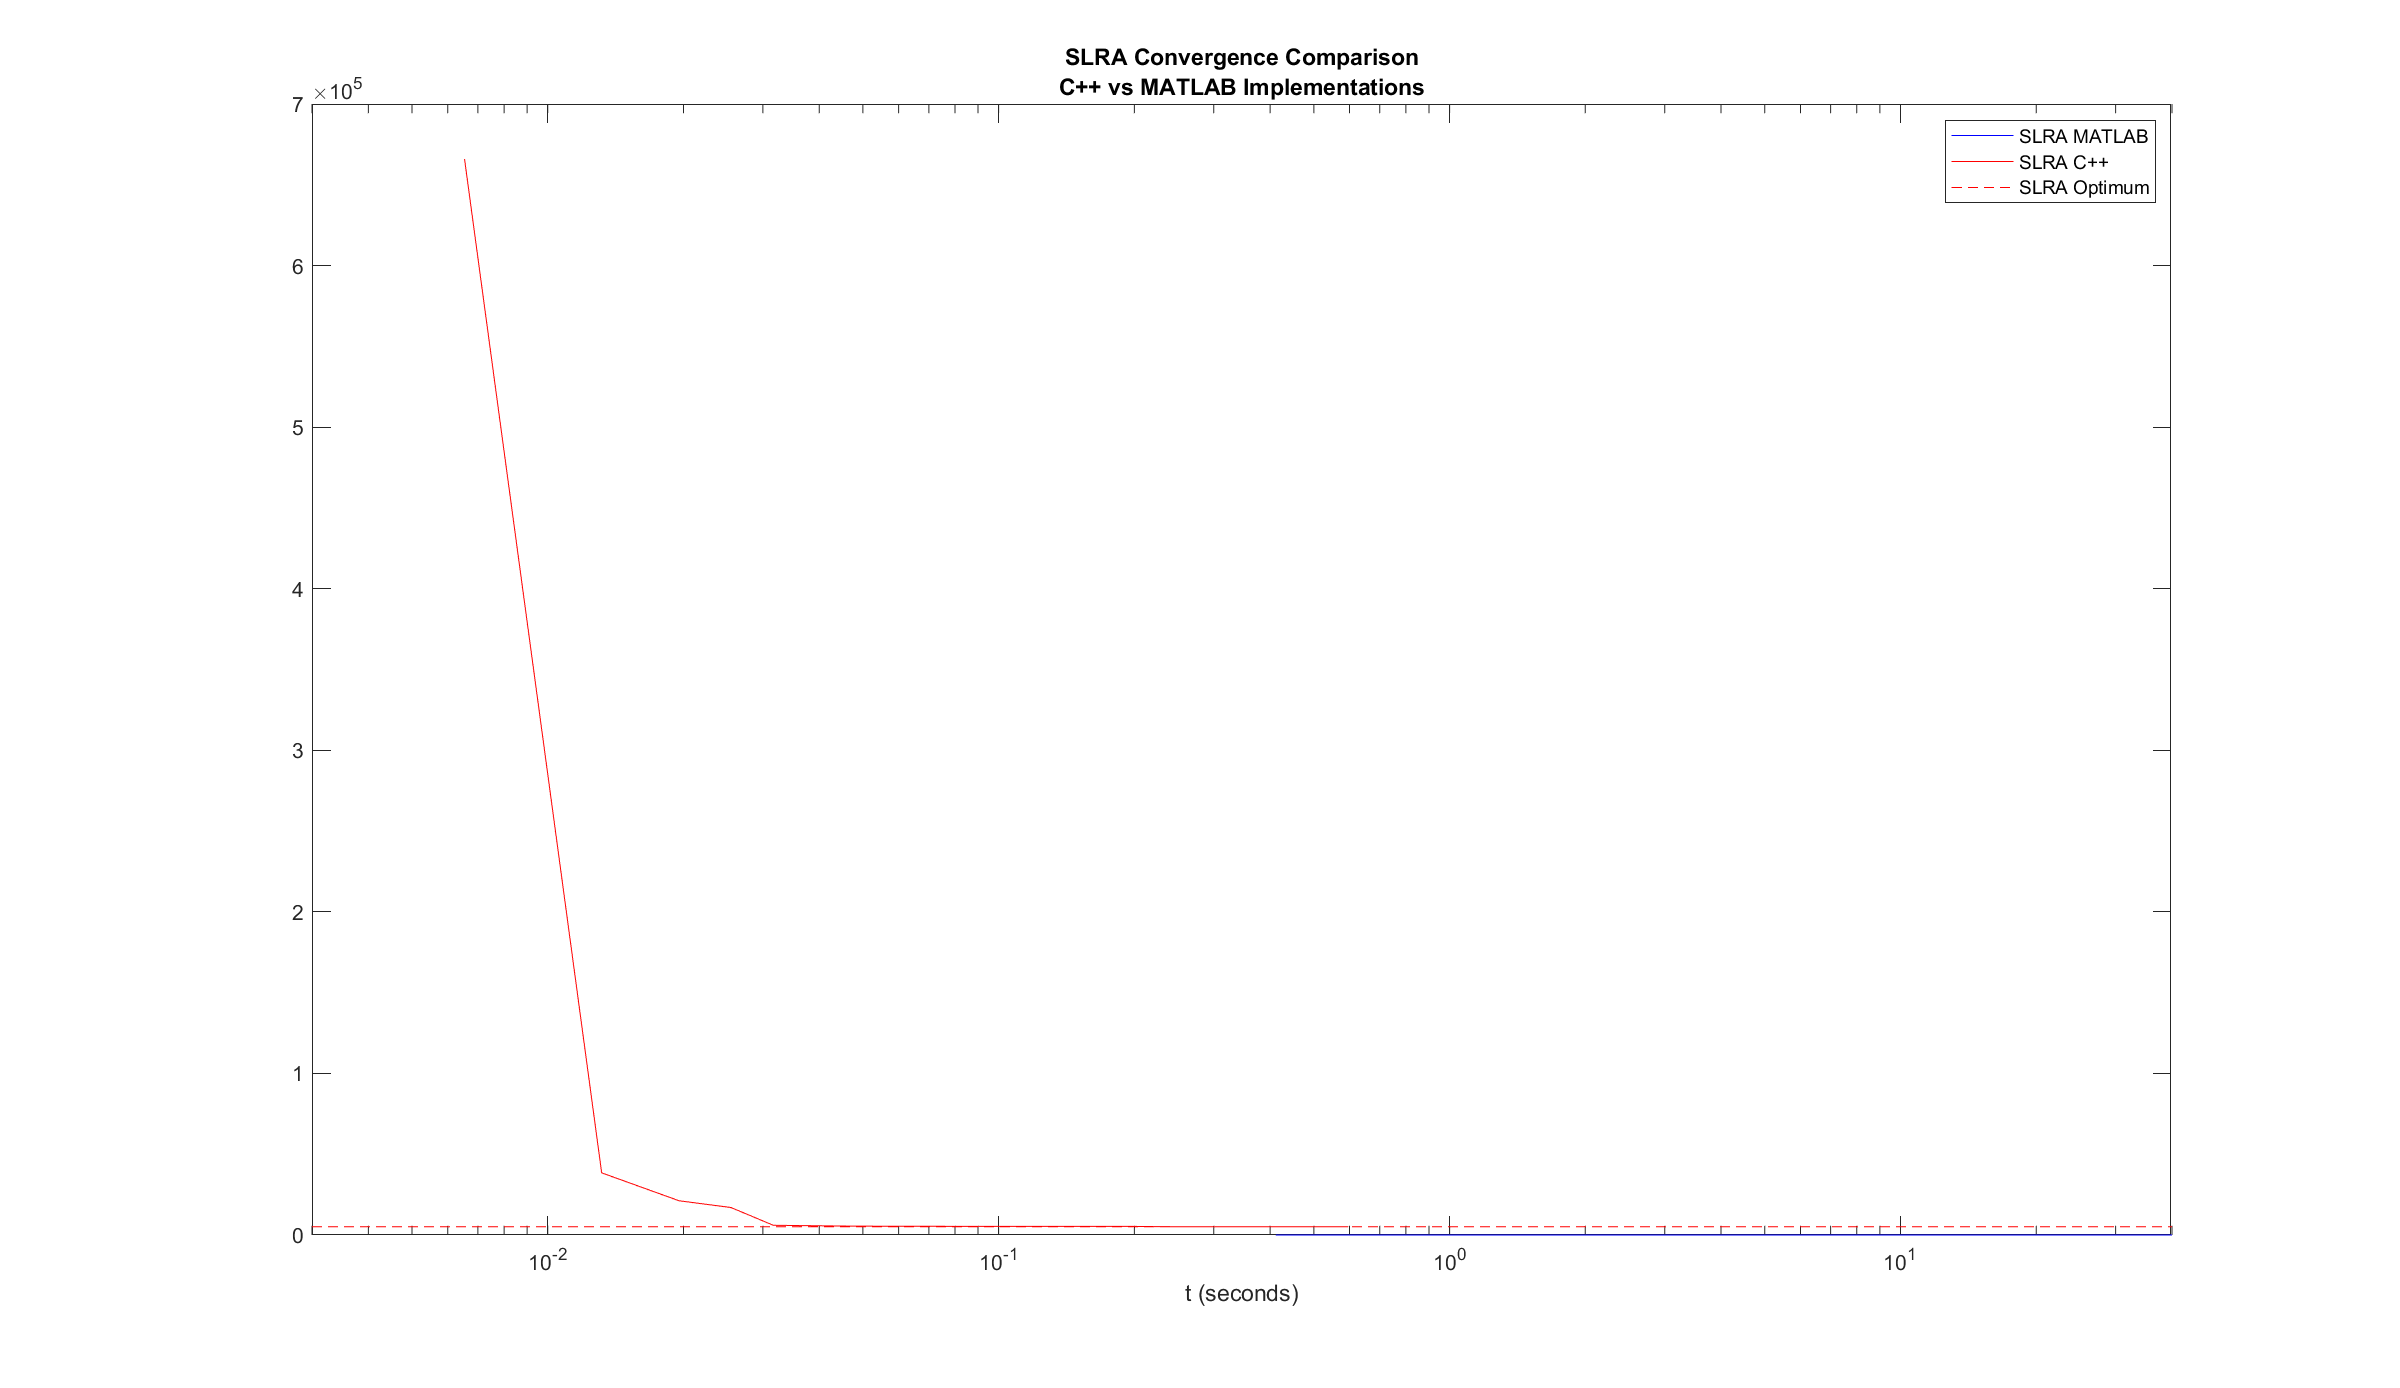 SLRA Convergence Comparison
C++ vs MATLAB Implementations
×10^5
7
6
5
4
3
2
1
0
SLRA MATLAB
SLRA C++
SLRA Optimum
10^-2 10^-1 10^0 10^1
t (seconds)